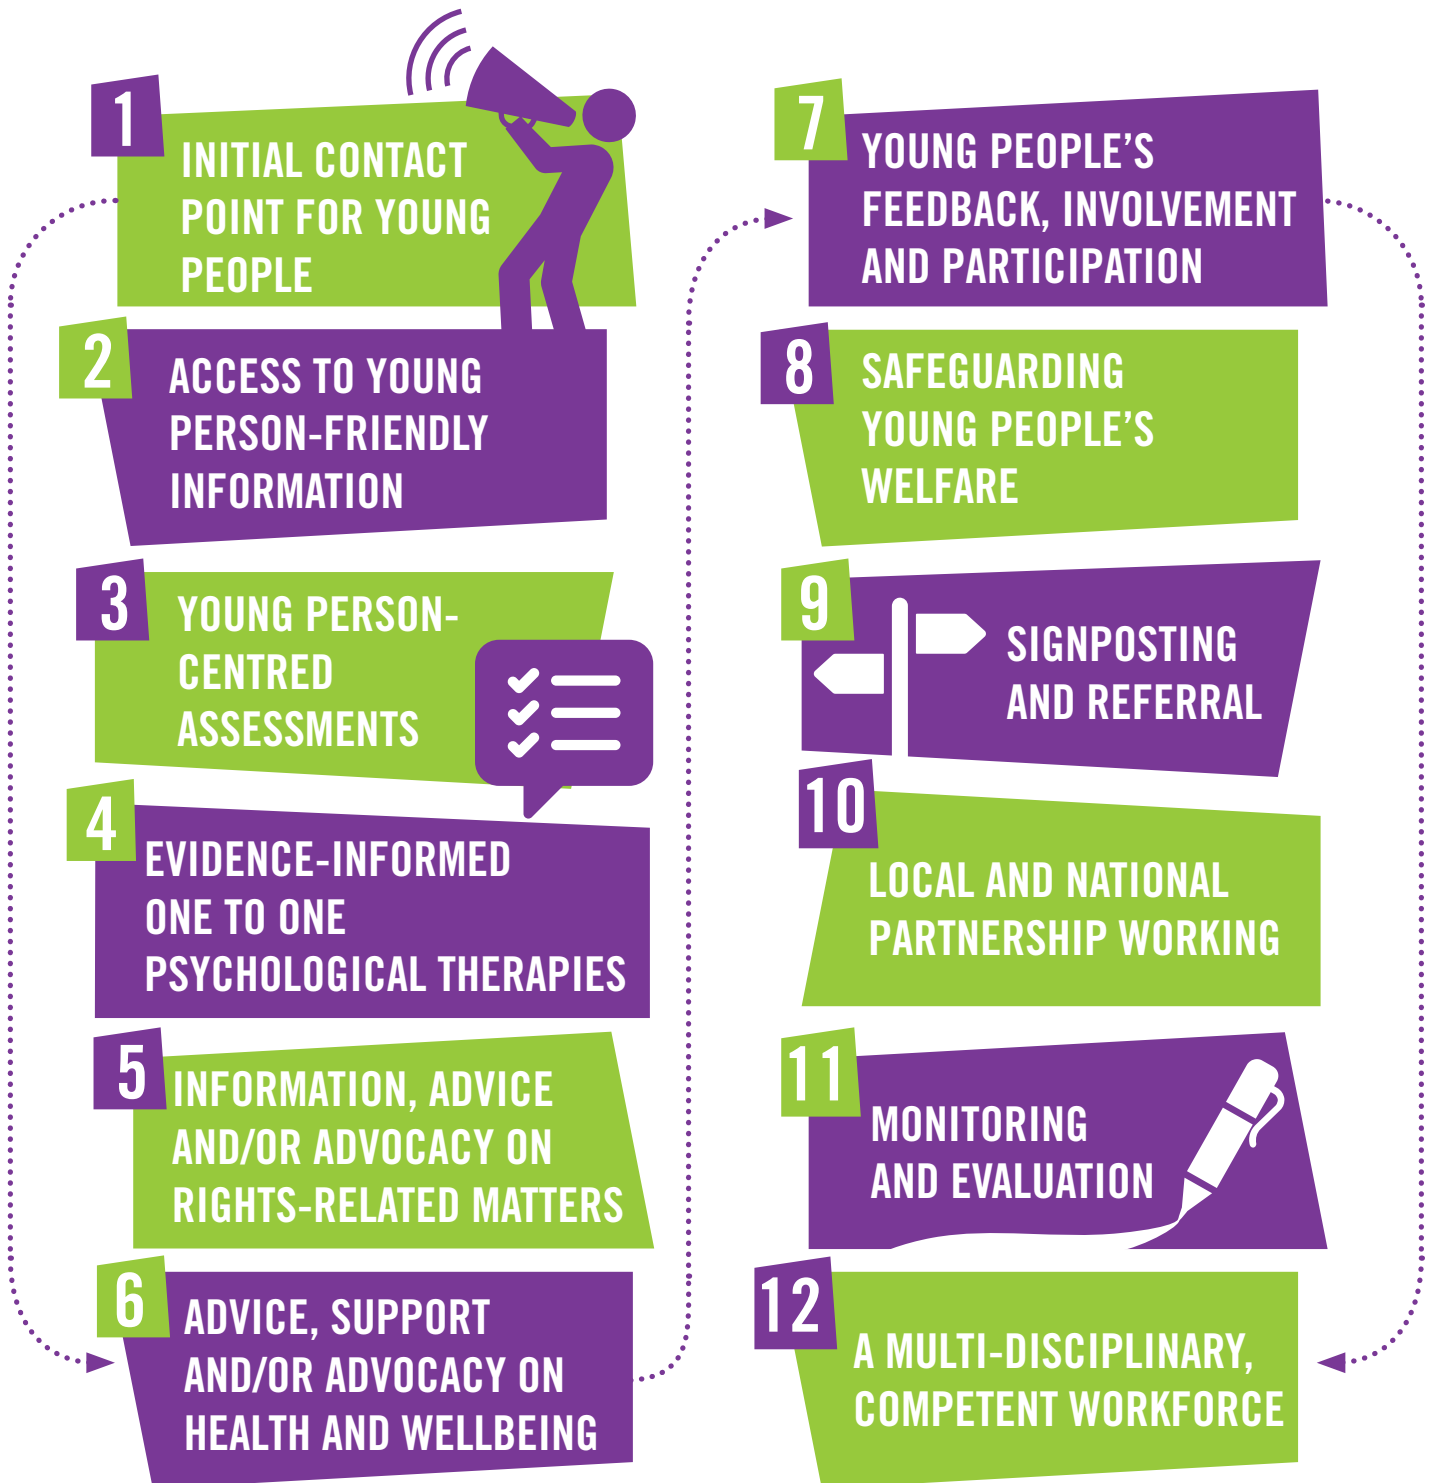 1
INITIAL CONTACT
POINT FOR YOUNG
PEOPLE
2
ACCESS TO YOUNG
PERSON-FRIENDLY
INFORMATION
3
YOUNG PERSON-
CENTRED
ASSESSMENTS
4
EVIDENCE-INFORMED
ONE TO ONE
PSYCHOLOGICAL THERAPIES
5
INFORMATION, ADVICE
AND/OR ADVOCACY ON
RIGHTS-RELATED MATTERS
6
ADVICE, SUPPORT
AND/OR ADVOCACY ON
HEALTH AND WELLBEING
7
YOUNG PEOPLE’S
FEEDBACK, INVOLVEMENT
AND PARTICIPATION
8
SAFEGUARDING
YOUNG PEOPLE’S
WELFARE
9
SIGNPOSTING
AND REFERRAL
10
LOCAL AND NATIONAL
PARTNERSHIP WORKING
11
MONITORING
AND EVALUATION
12
A MULTI-DISCIPLINARY,
COMPETENT WORKFORCE